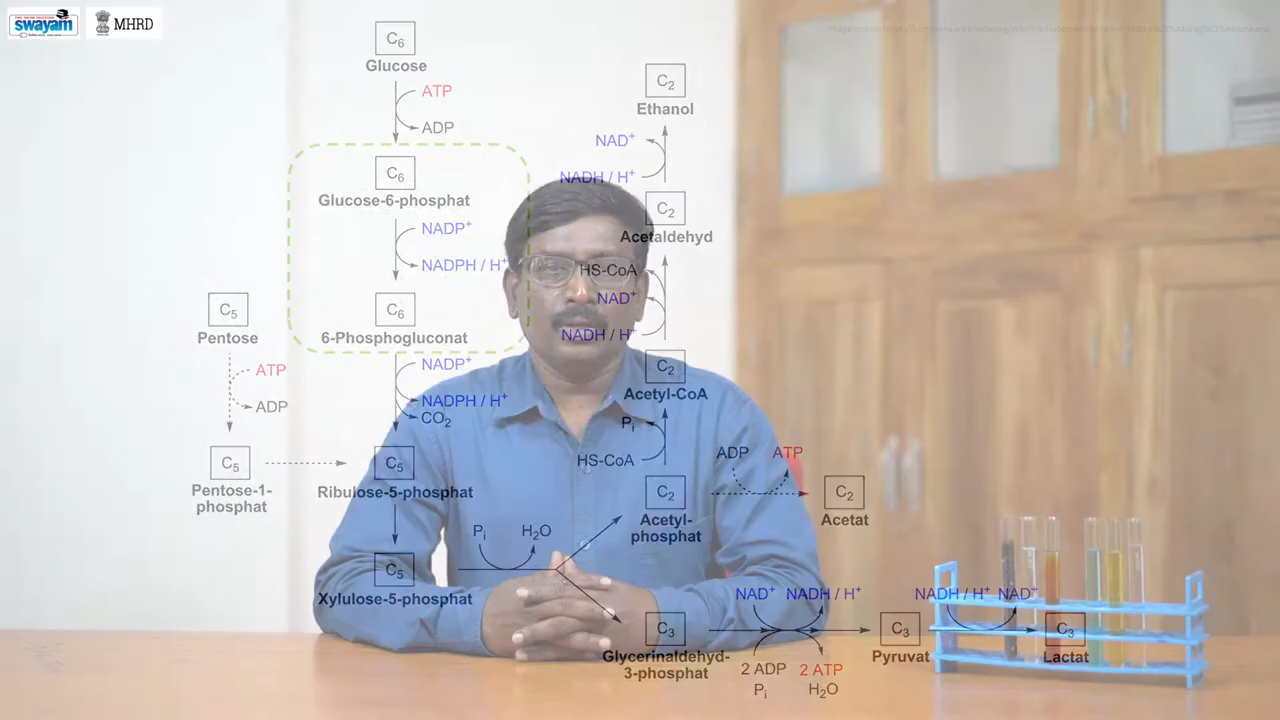 swayam
MHRD
C6
Glucose
ATP
ADP
C6
Glucose-6-phosphat
NADP+
NADPH / H+
C6
6-Phosphogluconat
NADP+
NADPH / H+
CO2
C5
Pentose
ATP
ADP
C5
Pentose-1-
phosphat
C5
Ribulose-5-phosphat
C5
Xylulose-5-phosphat
Pi
H2O
C2
Ethanol
NAD+
NADH / H+
C2
Acetaldehyd
HS-CoA
NAD+
NADH / H+
C2
Acetyl-CoA
Pi
HS-CoA
C2
Acetyl-
phosphat
ADP
ATP
C2
Acetat
C3
Glycerinaldehyd-
3-phosphat
NAD+
NADH / H+
2 ADP
Pi
2 ATP
H2O
C3
Pyruvat
NADH / H+
NAD+
C3
Lactat